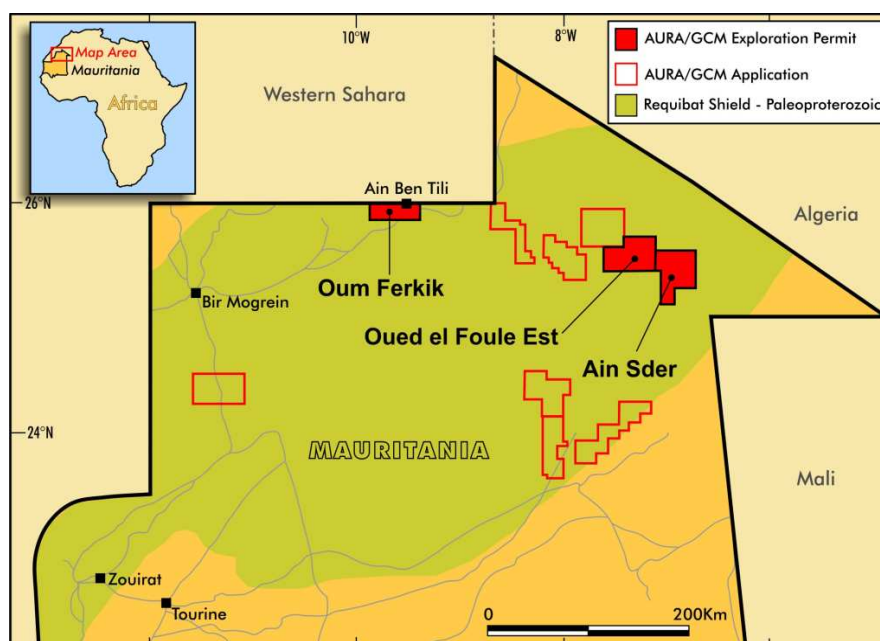 Map Area
Mauritania
Africa
10°W
8°W
AURA/GCM Exploration Permit
AURA/GCM Application
Requibat Shield - Paleoproterozoic
Western Sahara
Ain Ben Tili
26°N
26°N
Algeria
Oum Ferkik
Bir Mogrein
Oued el Foule Est
Ain Sder
24°N
24°N
MAURITANIA
Mali
Zouirat
Tourine
0
200Km